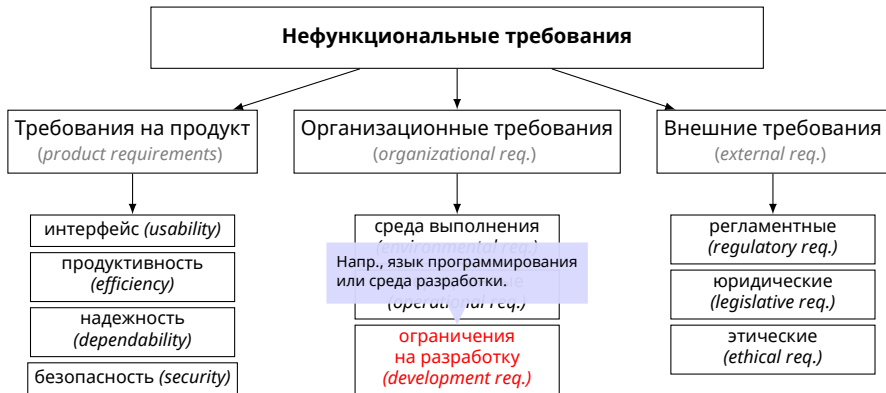 Нефункциональные требования
Требования на продукт
(product requirements)
Организационные требования
(organizational req.)
Внешние требования
(external req.)
интерфейс (usability)
продуктивность
(efficiency)
надежность
(dependability)
безопасность (security)
среда выполнения
(environmental req.)
Напр., язык программирования
или среда разработки.
(operational req.)
ограничения
на разработку
(development req.)
регламентные
(regulatory req.)
юридические
(legislative req.)
этические
(ethical req.)